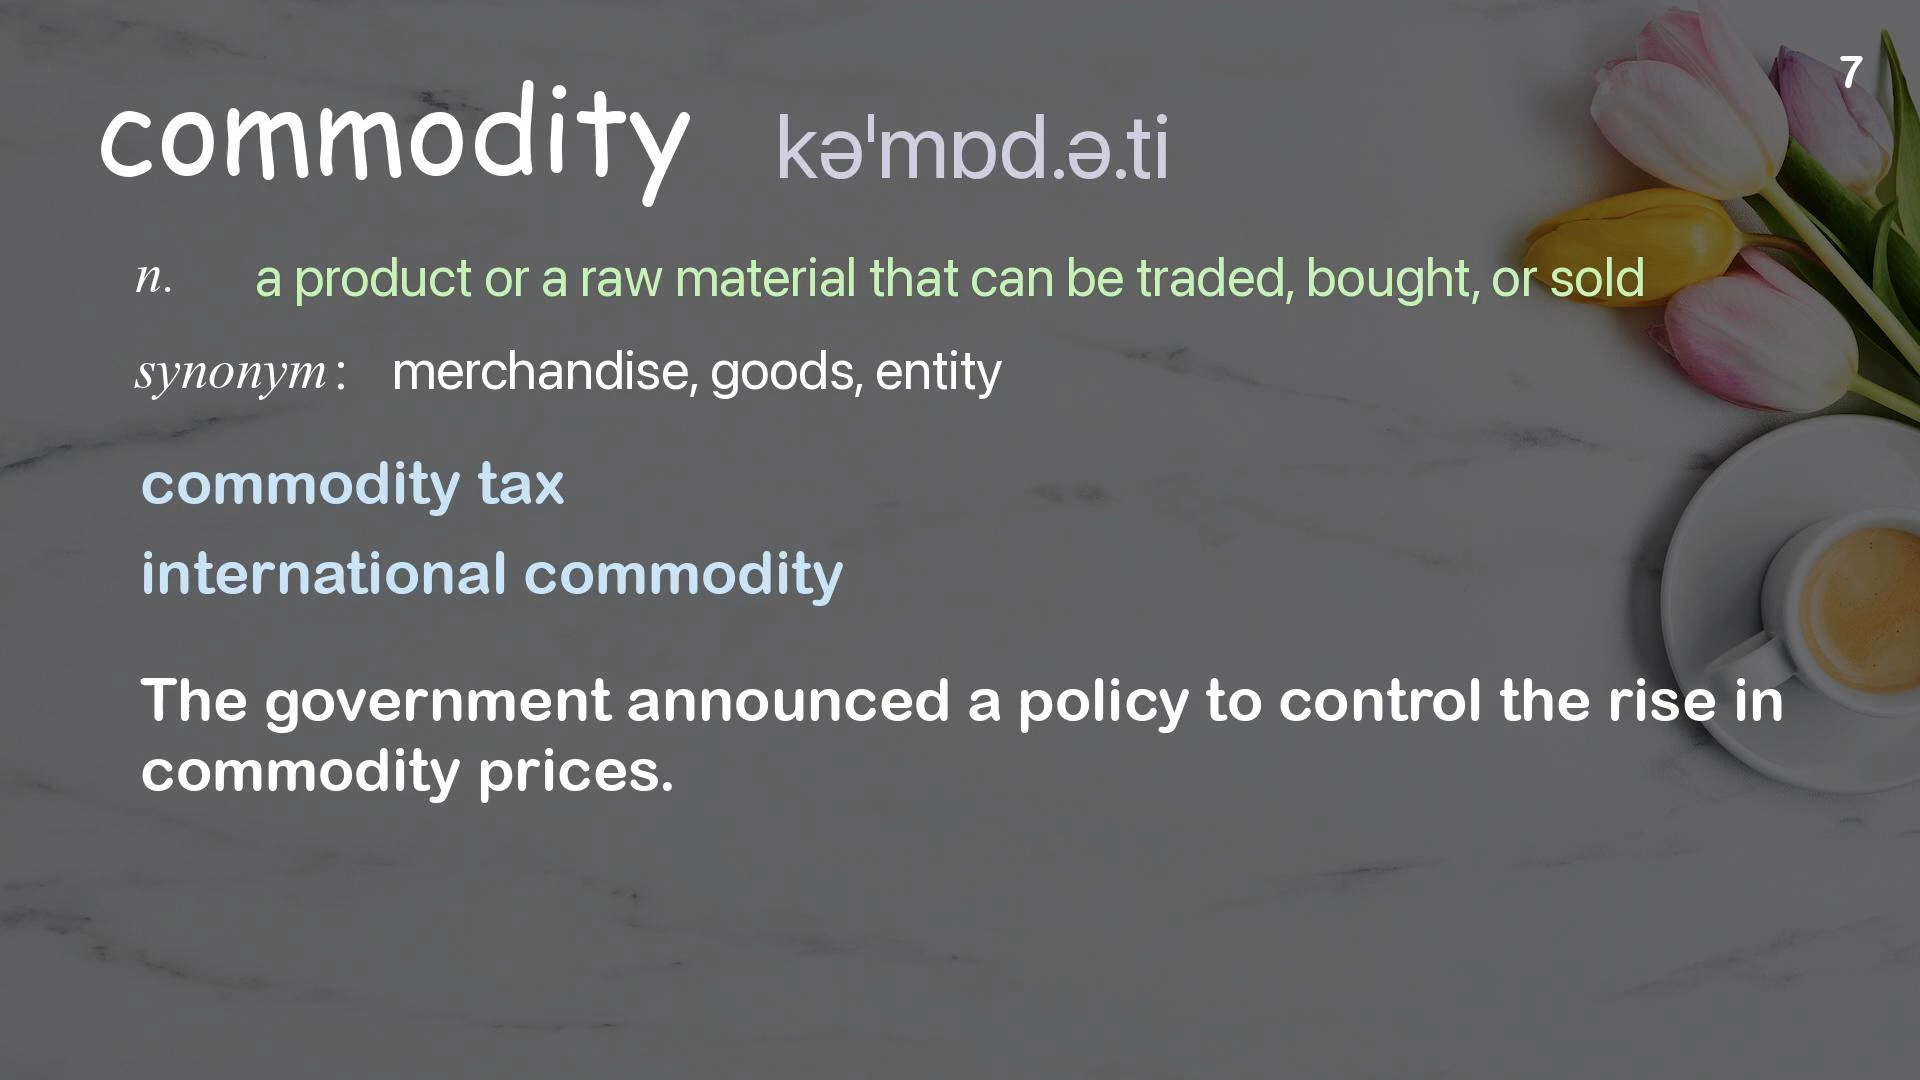 7
commodity kə'mɒd.ə.ti
n. a product or a raw material that can be traded, bought, or sold
synonym : merchandise, goods, entity
commodity tax
international commodity
The government announced a policy to control the rise in
commodity prices.